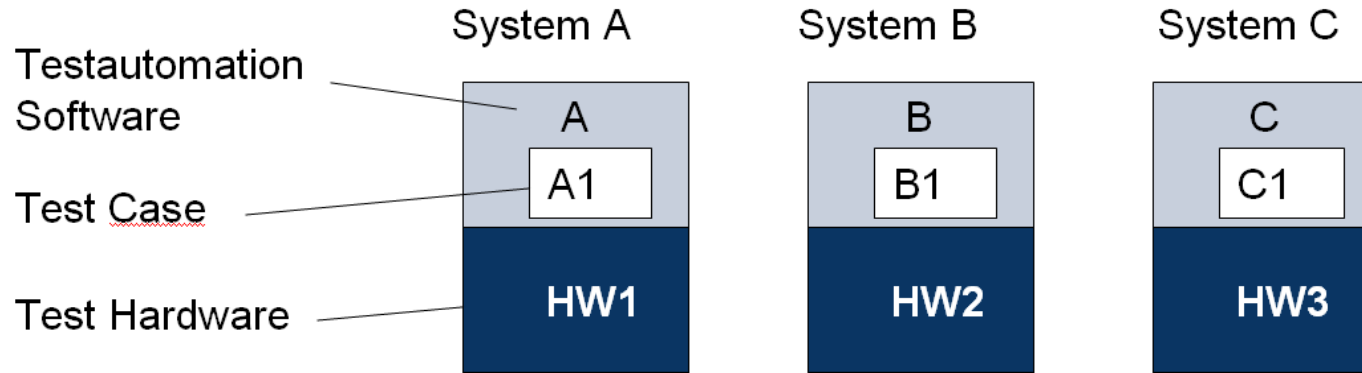 System A
System B
System C
Testautomation
Software
A
B
C
Test Case
A1
B1
C1
Test Hardware
HW1
HW2
HW3